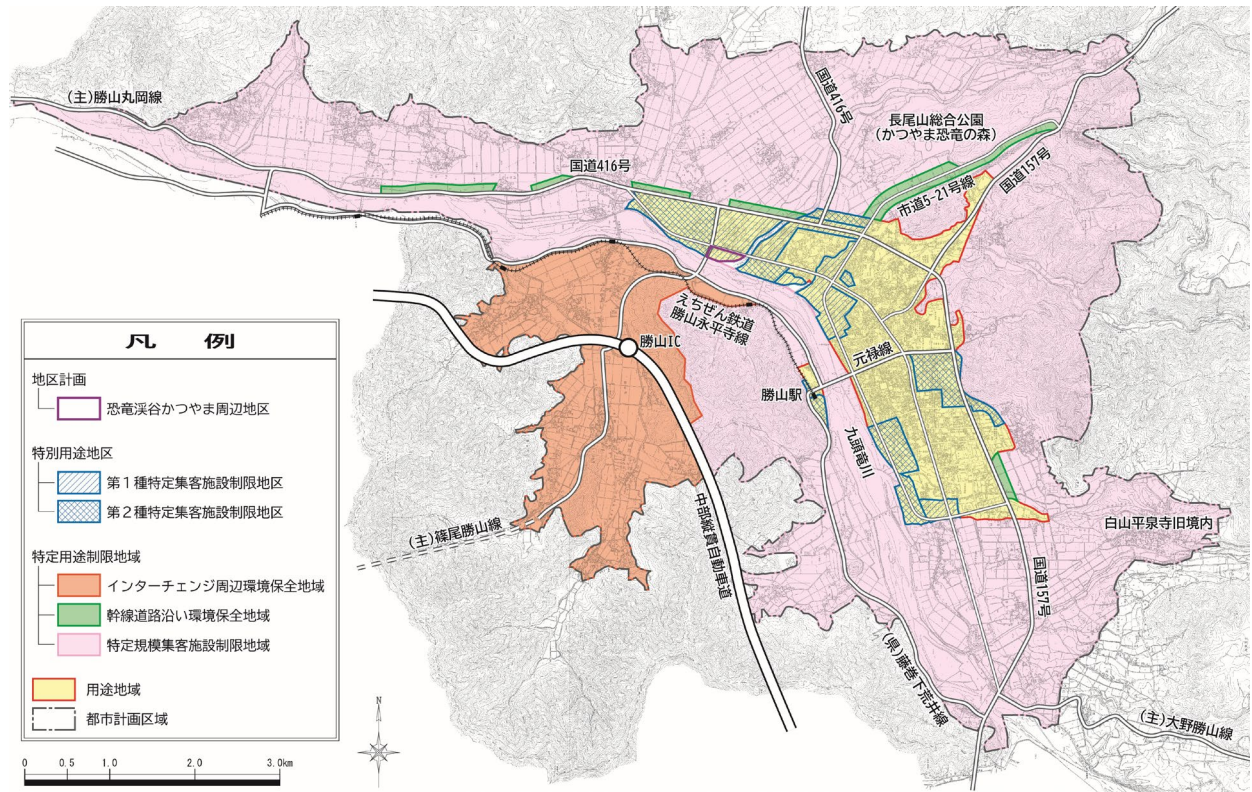 (主)勝山丸岡線
国道416号
長尾山総合公園
(かつやま恐竜の森)
国道416号
市道5-21号線
国道157号
えちぜん鉄道
勝山永平寺線
勝山IC
元禄線
勝山駅
九頭竜川
中部縦貫自動車道
(主)篠尾勝山線
白山平泉寺旧境内
国道157号
(県)藤巻下荒井線
(主)大野勝山線
凡 例
地区計画
恐竜渓谷かつやま周辺地区
特別用途地区
第1種特定集客施設制限地区
第2種特定集客施設制限地区
特定用途制限地域
インターチェンジ周辺環境保全地域
幹線道路沿い環境保全地域
特定規模集客施設制限地域
用途地域
都市計画区域
0 0.5 1.0 2.0 3.0km
N